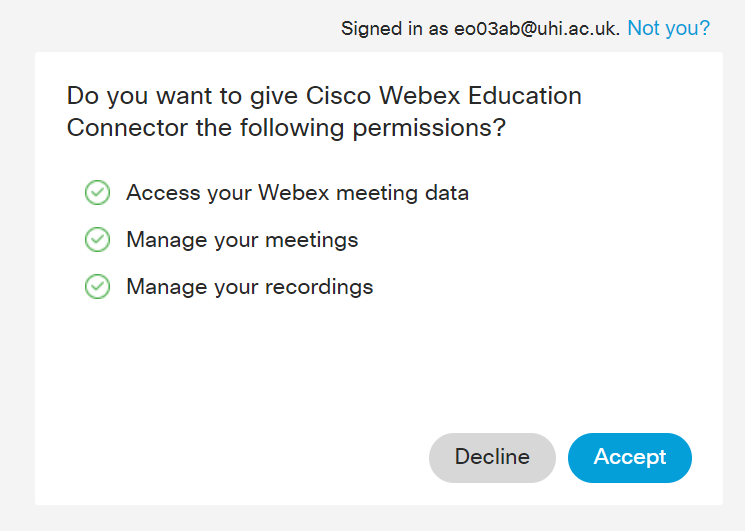 Signed in as eo03ab@uhi.ac.uk. Not you?
Do you want to give Cisco Webex Education
Connector the following permissions?
Access your Webex meeting data
Manage your meetings
Manage your recordings
Decline Accept